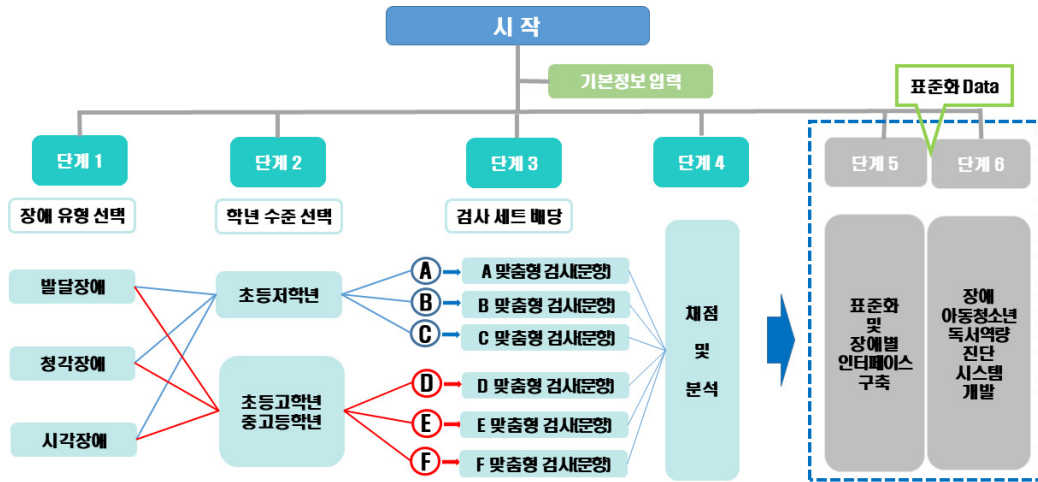 시 작
기본정보 입력
표준화 Data
단계 1
단계 2
단계 3
단계 4
단계 5
단계 6
장애 유형 선택
학년 수준 선택
검사 세트 배당
발달장애
청각장애
시각장애
초등저학년
초등고학년
중고등학년
A
A 맞춤형 검사(문항)
B
B 맞춤형 검사(문항)
C
C 맞춤형 검사(문항)
D
D 맞춤형 검사(문항)
E
E 맞춤형 검사(문항)
F
F 맞춤형 검사(문항)
채점
및
분석
표준화
및
장애별
인터페이스
구축
장애
아동청소년
독서역량
진단
시스템
개발